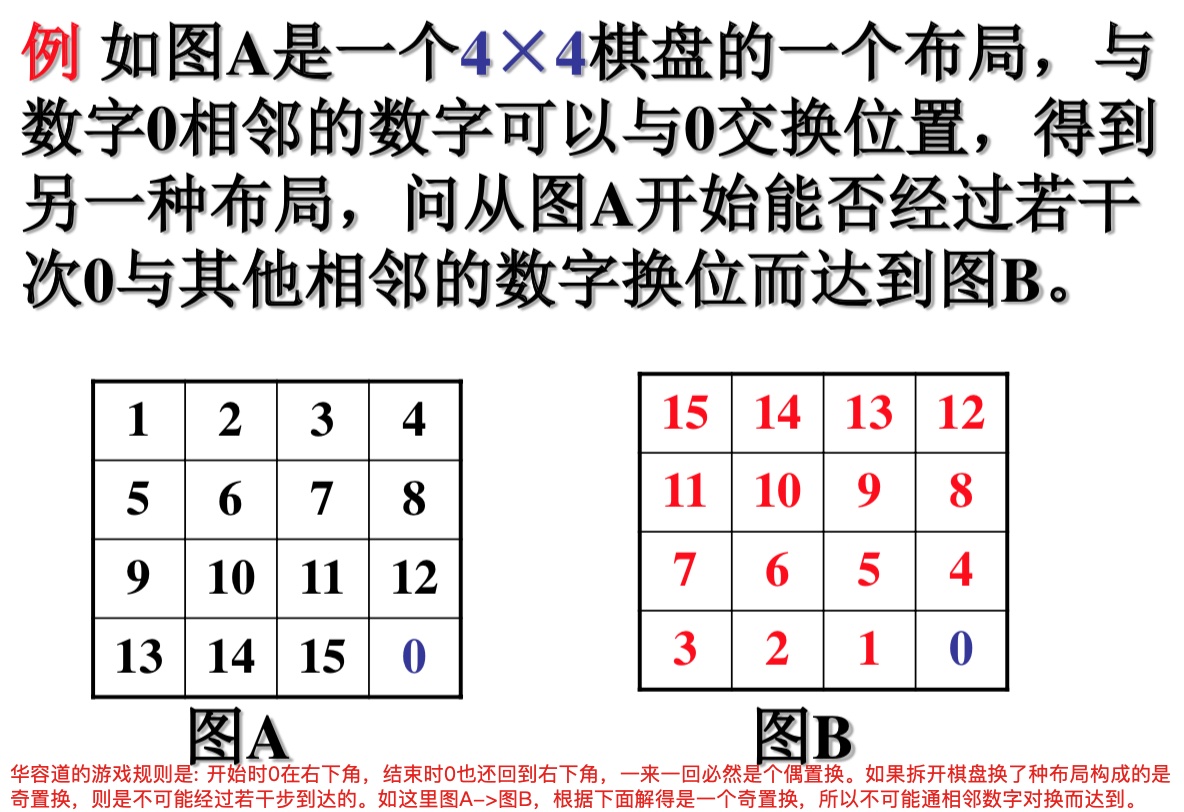 例 如图A是一个4×4棋盘的一个布局，与
数字0相邻的数字可以与0交换位置，得到
另一种布局，问从图A开始能否经过若干
次0与其他相邻的数字换位而达到图B。
1 2 3 4
5 6 7 8
9 10 11 12
13 14 15 0
图A
15 14 13 12
11 10 9 8
7 6 5 4
3 2 1 0
图B
华容道的游戏规则是: 开始时0在右下角，结束时0也还回到右下角，一来一回必然是个偶置换。如果拆开棋盘换了种布局构成的是
奇置换，则是不可能经过若干步到达的。如这里图A->图B，根据下面解得是一个奇置换，所以不可能通相邻数字对换而达到.